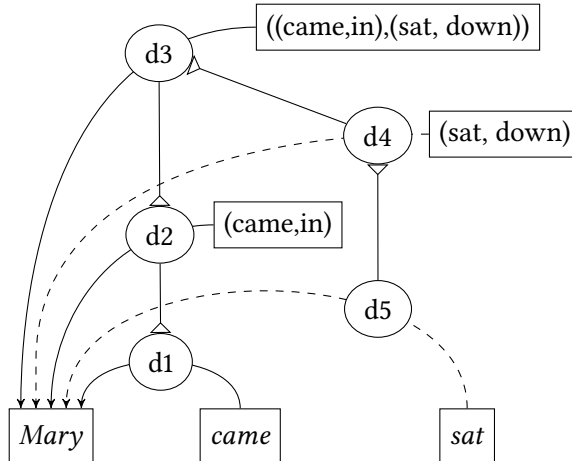 ((came,in),(sat, down))
d3
d4
(sat, down)
d2
(came,in)
d5
d1
Mary
came
sat